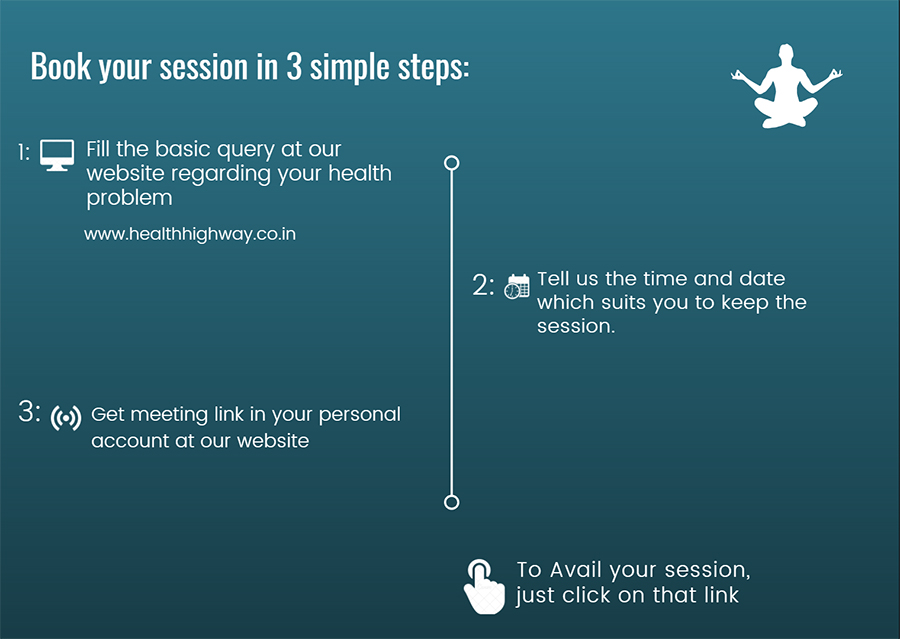 Book your session in 3 simple steps:
1:
Fill the basic query at our
website regarding your health
problem
www.healthhighway.co.in
2:
Tell us the time and date
which suits you to keep the
session.
3:
Get meeting link in your personal
account at our website
To Avail your session,
just click on that link